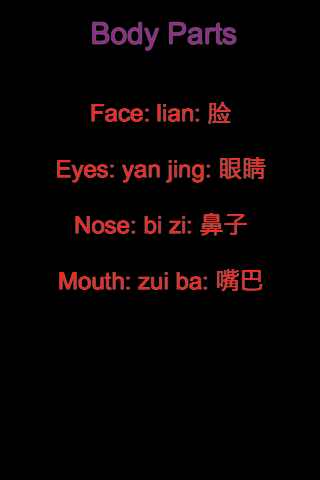 Body Parts
Face: lian: 脸
Eyes: yan jing: 眼睛
Nose: bi zi: 鼻子
Mouth: zui ba: 嘴巴